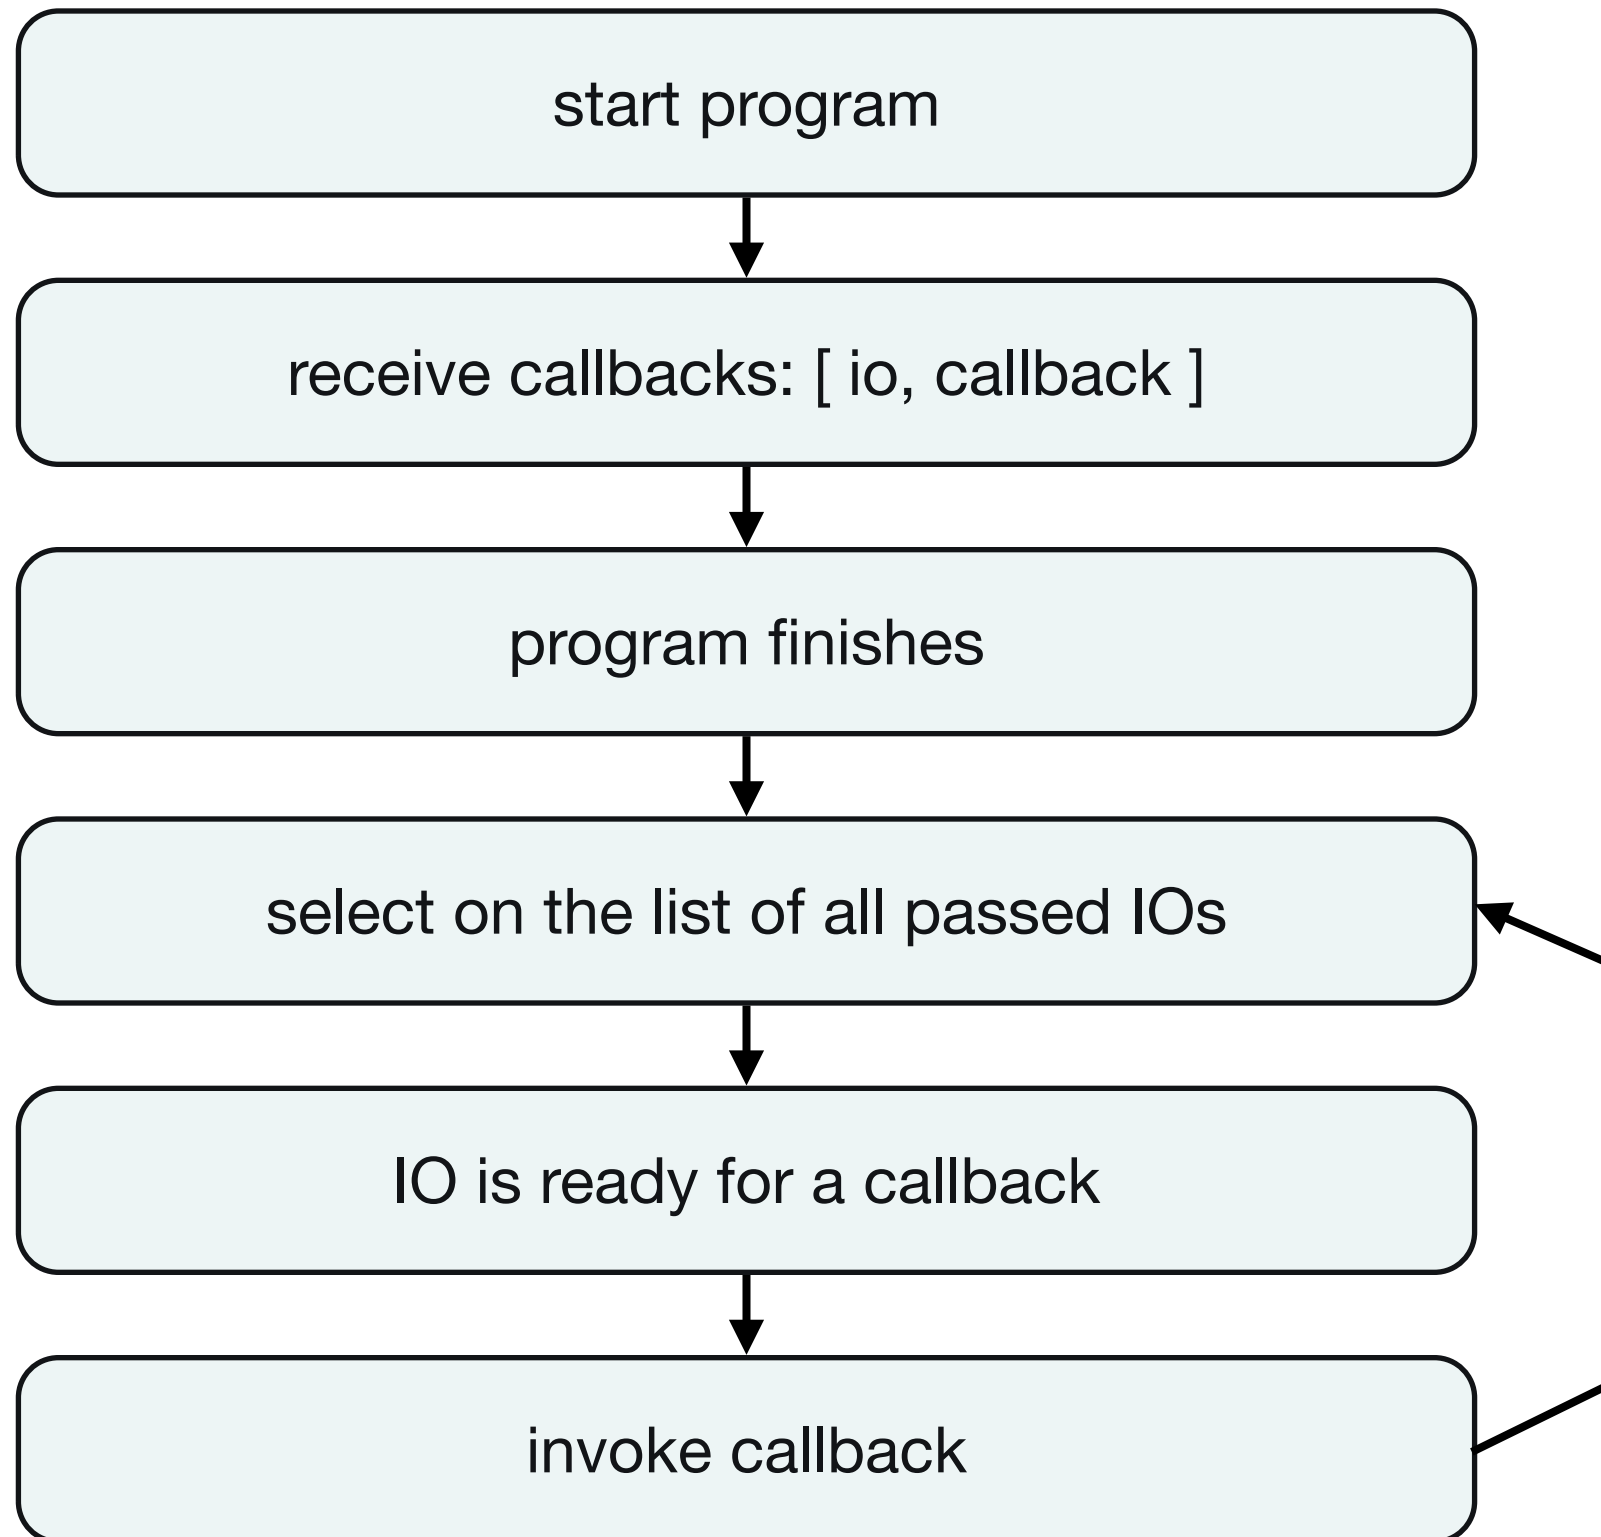 start program
receive callbacks: [ io, callback ]
program finishes
select on the list of all passed IOs
IO is ready for a callback
invoke callback